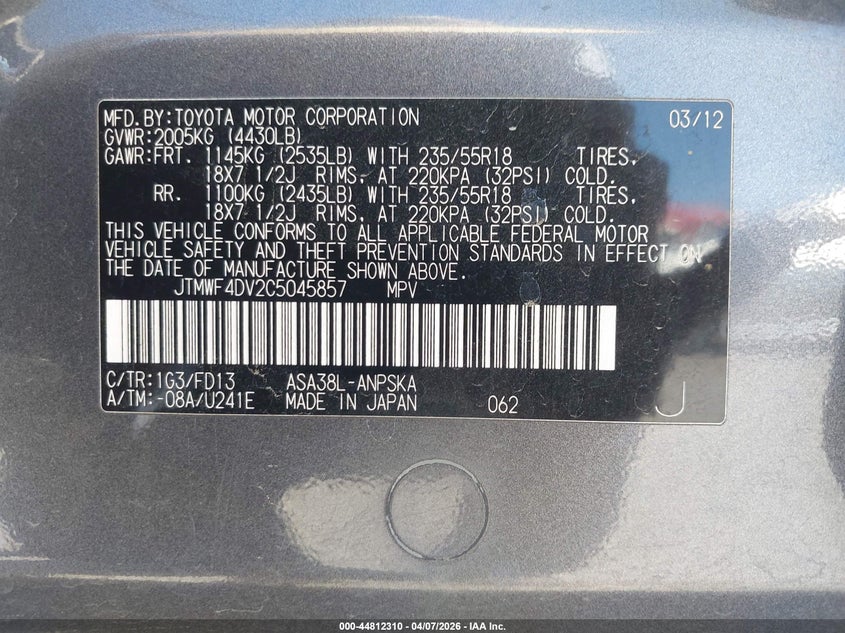 MFD.BY:TOYOTA MOTOR CORPORATION 03/12
GVWR:2005KG (4430LB)
GAWR:FRT. 1145KG (2535LB) WITH 235/55R18 TIRES,
18X7 1/2J RIMS, AT 220KPA (32PSI) COLD.
RR. 1100KG (2435LB) WITH 235/55R18 TIRES,
18X7 1/2J RIMS, AT 220KPA (32PSI) COLD.
THIS VEHICLE CONFORMS TO ALL APPLICABLE FEDERAL MOTOR
VEHICLE SAFETY AND THEFT PREVENTION STANDARDS IN EFFECT ON
THE DATE OF MANUFACTURE SHOWN ABOVE.
JTMWF4DV2C5045857 MPV
C/TR:1G3/FD13 ASA38L-ANPSKA
A/TM:-08A/U241E MADE IN JAPAN 062 J
000-44812310 | 04/07/2026 - IAA Inc.